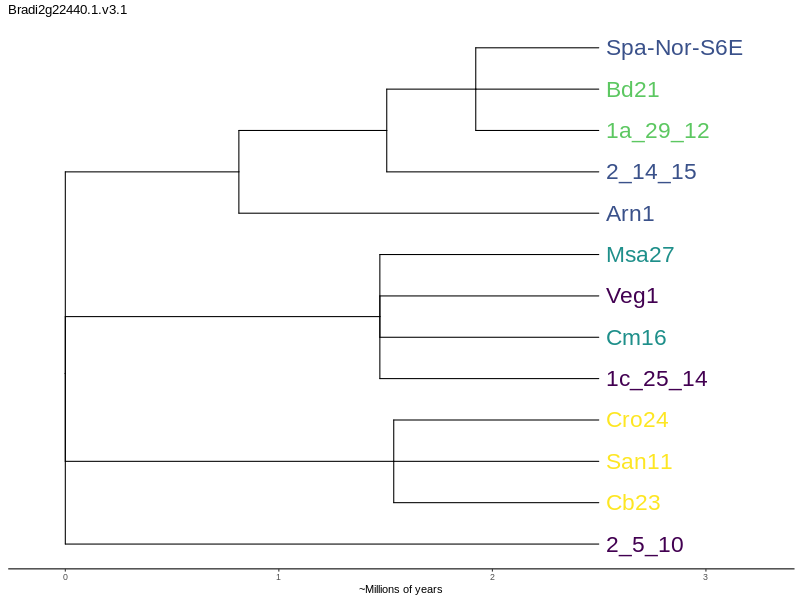 Bradi2g22440.1.v3.1
Spa-Nor-S6E
Bd21
1a_29_12
2_14_15
Arn1
Msa27
Veg1
Cm16
1c_25_14
Cro24
San11
Cb23
2_5_10
0 1 2 3
~Millions of years